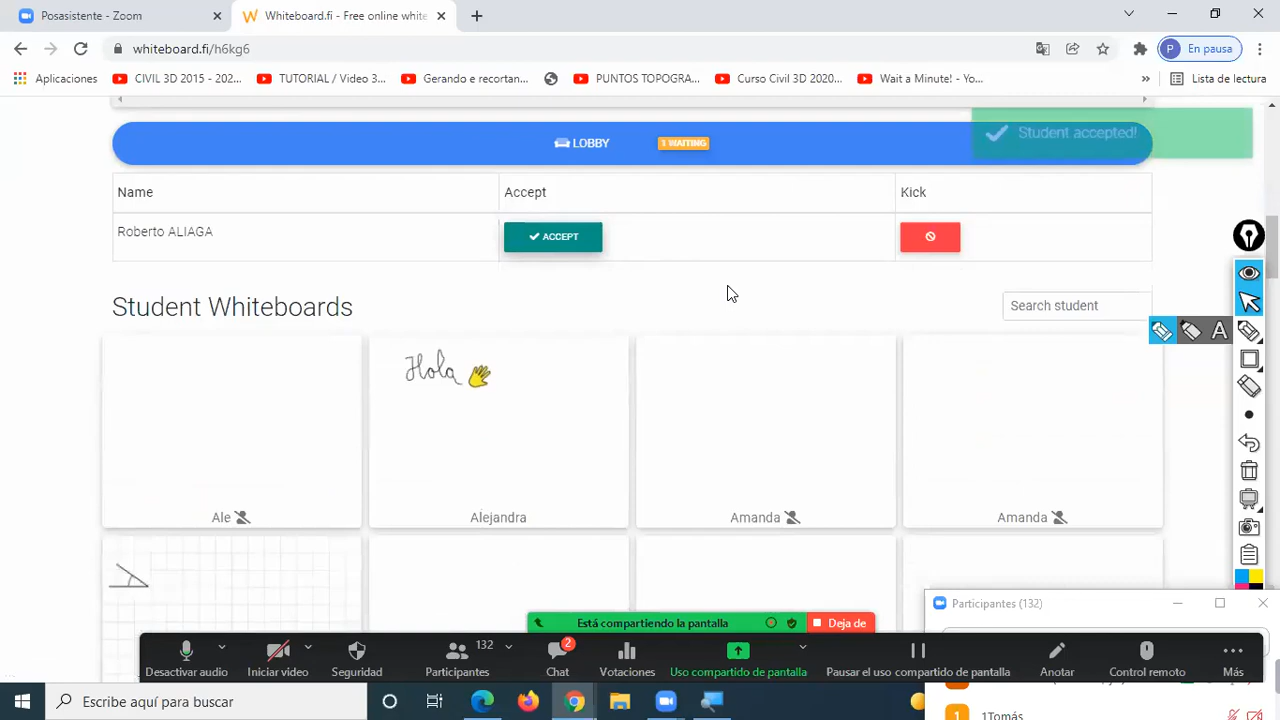 Posasistente - Zoom
Whiteboard.fi - Free online white
whiteboard.fi/h6kg6
P En pausa
Aplicaciones
CIVIL 3D 2015 - 202...
TUTORIAL / Video 3...
Gerando e recortan...
PUNTOS TOPOGRA...
Curso Civil 3D 2020...
Wait a Minute! - Yo...
»
Lista de lectura
LOBBY
1 WAITING
Student accepted!
Name
Accept
Kick
Roberto ALIAGA
ACCEPT
Student Whiteboards
Search student
A
Hola
Ale
Alejandra
Amanda
Amanda
Participantes (132)
Está compartiendo la pantalla
Deja de
132
2
Desactivar audio
Iniciar video
Seguridad
Participantes
Chat
Votaciones
Uso compartido de pantalla
Pausar el uso compartido de pantalla
Anotar
Control remoto
Más
Escribe aquí para buscar
1
1Tomás